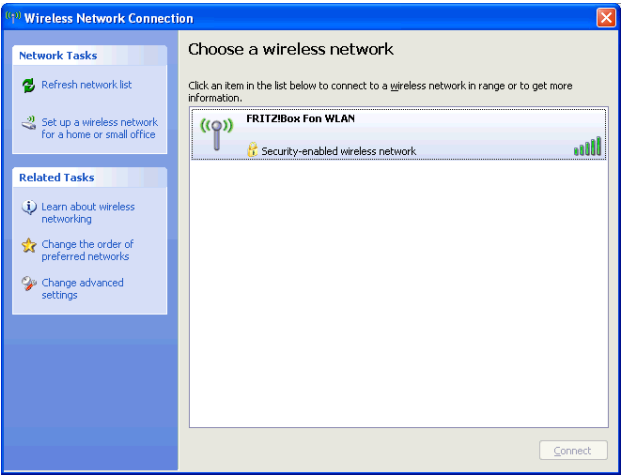 Wireless Network Connection
Network Tasks
Refresh network list
Set up a wireless network
for a home or small office
Related Tasks
Learn about wireless
networking
Change the order of
preferred networks
Change advanced
settings
Choose a wireless network
Click an item in the list below to connect to a wireless network in range or to get more
information.
FRITZ!Box Fon WLAN
Security-enabled wireless network
Connect